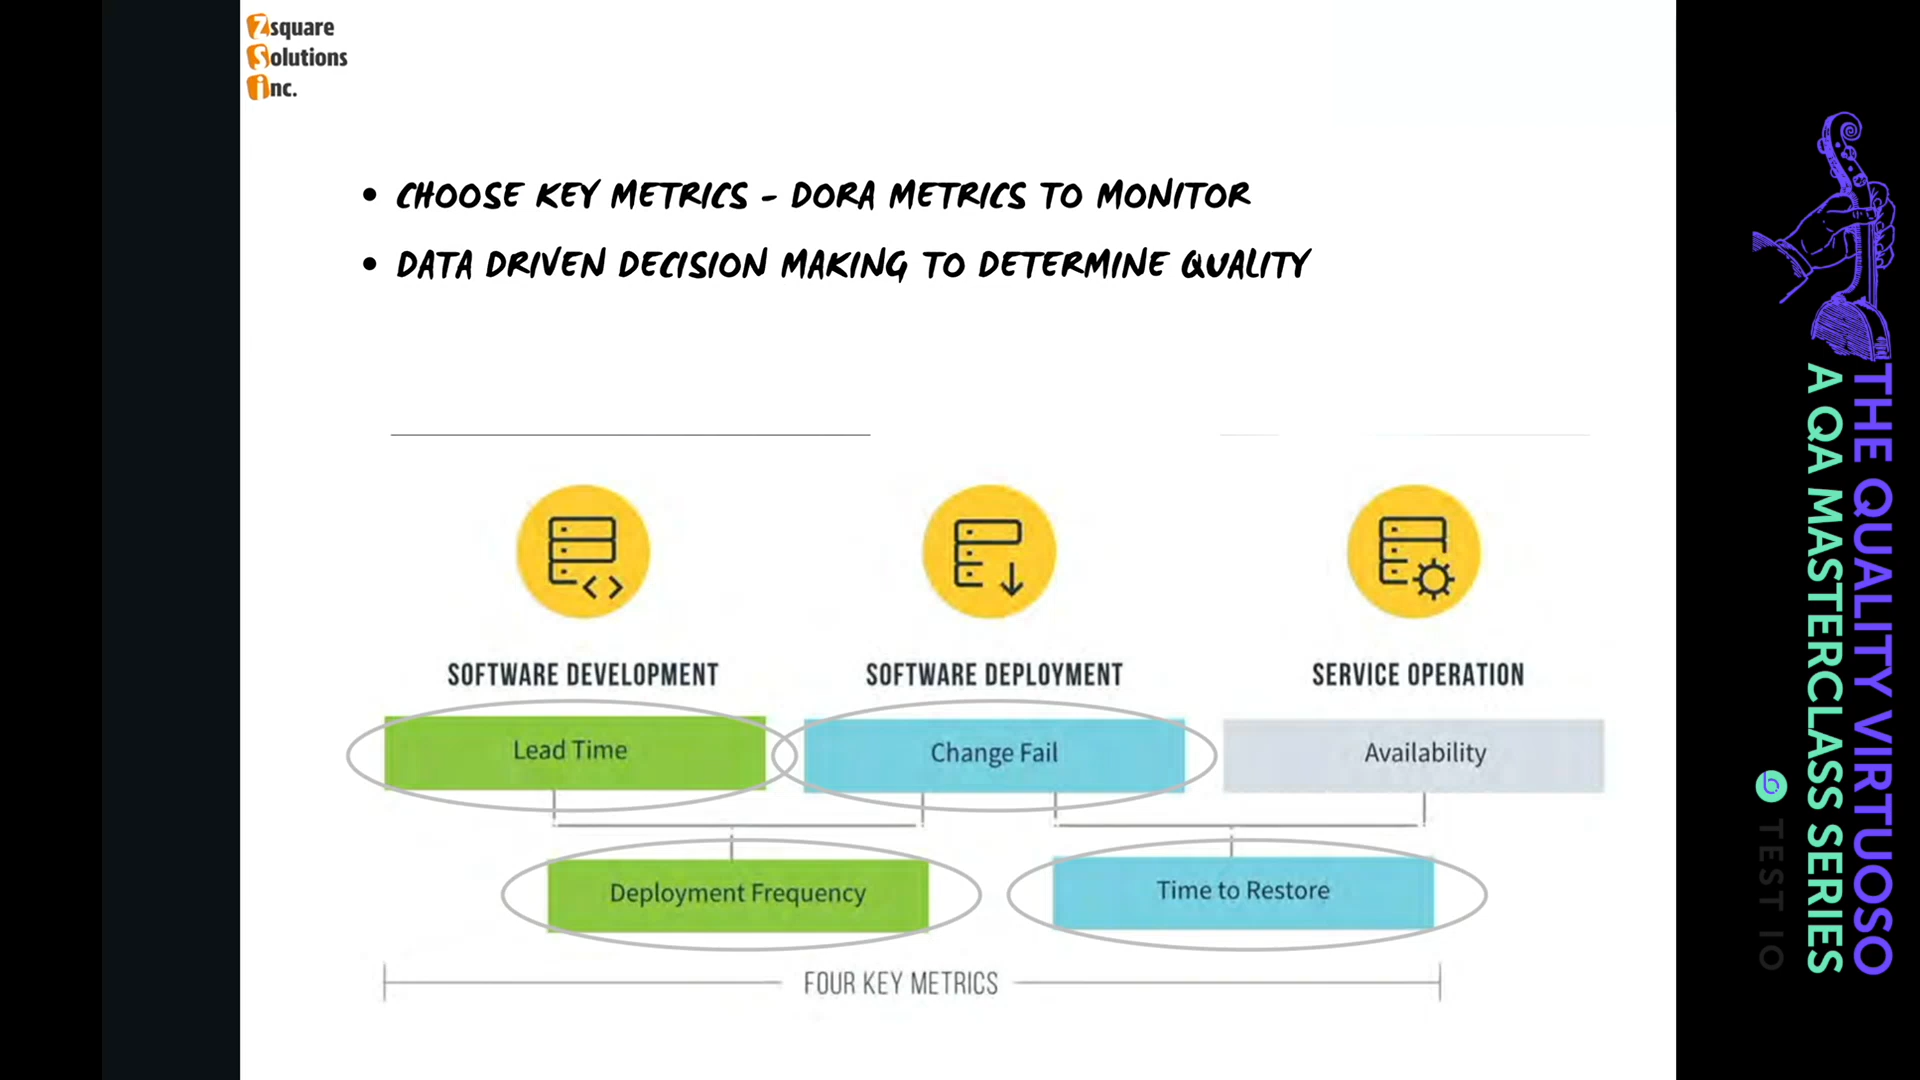 Zsquare
Solutions
inc.
• CHOOSE KEY METRICS - DORA METRICS TO MONITOR
• DATA DRIVEN DECISION MAKING TO DETERMINE QUALITY
SOFTWARE DEVELOPMENT
SOFTWARE DEPLOYMENT
SERVICE OPERATION
Lead Time
Change Fail
Availability
Deployment Frequency
Time to Restore
FOUR KEY METRICS
THE QUALITY VIRTUOSO
A QA MASTERCLASS SERIES
TEST IO